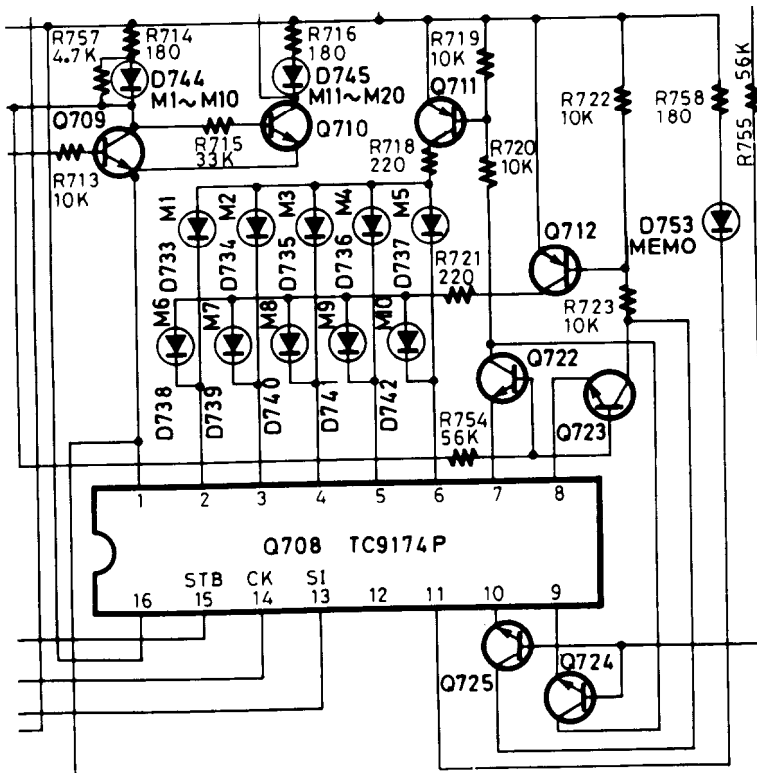 R757
4.7K
R714
180
D744
M1~M10
R716
180
D745
M11~M20
R719
10K
Q711
Q709
R713
10K
R715
33K
Q710
R718
220
R720
10K
R722
10K
R758
180
R755
56K
M1
M2
M3
M4
M5
D733
D734
D735
D736
D737
Q712
D753
MEMO
R721
220
R723
10K
M6
M7
M8
M9
M10
D738
D739
D740
D741
D742
Q722
R754
56K
Q723
1 2 3 4 5 6 7 8
Q708 TC9174P
STB CK SI
16 15 14 13 12 11 10 9
Q725
Q724